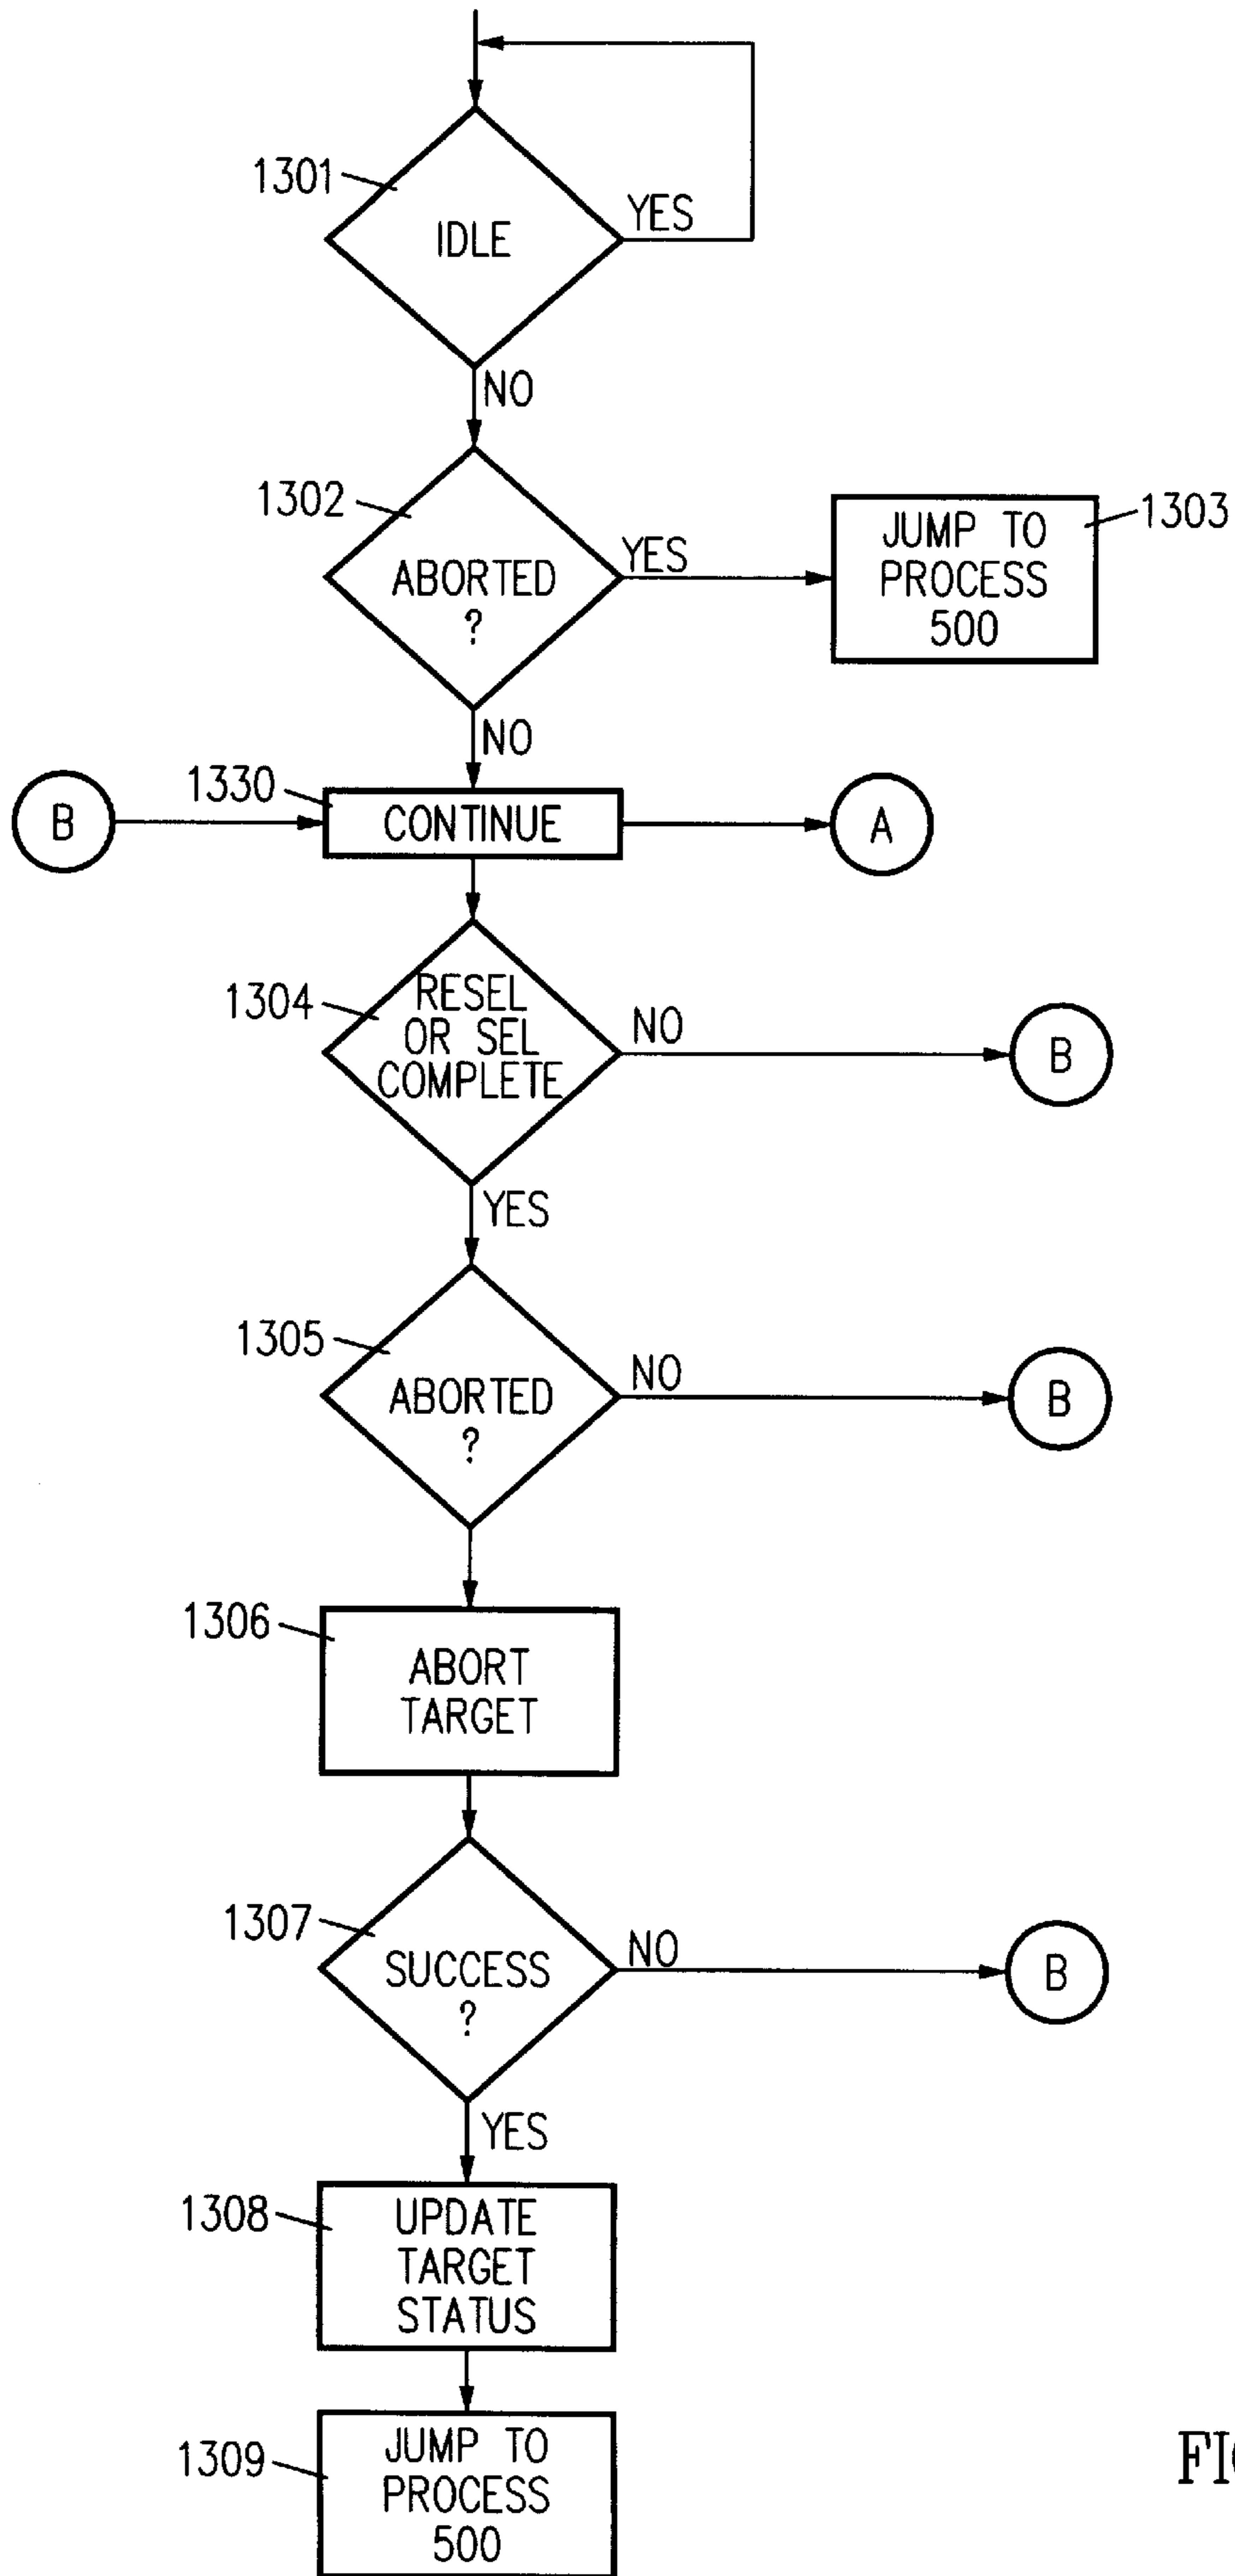 1301
IDLE
YES
NO
1302
ABORTED
?
YES
1303
JUMP TO
PROCESS
500
NO
B
1330
CONTINUE
A
1304
RESEL
OR SEL
COMPLETE
NO
B
YES
1305
ABORTED
?
NO
B
1306
ABORT
TARGET
1307
SUCCESS
?
NO
B
YES
1308
UPDATE
TARGET
STATUS
1309
JUMP TO
PROCESS
500